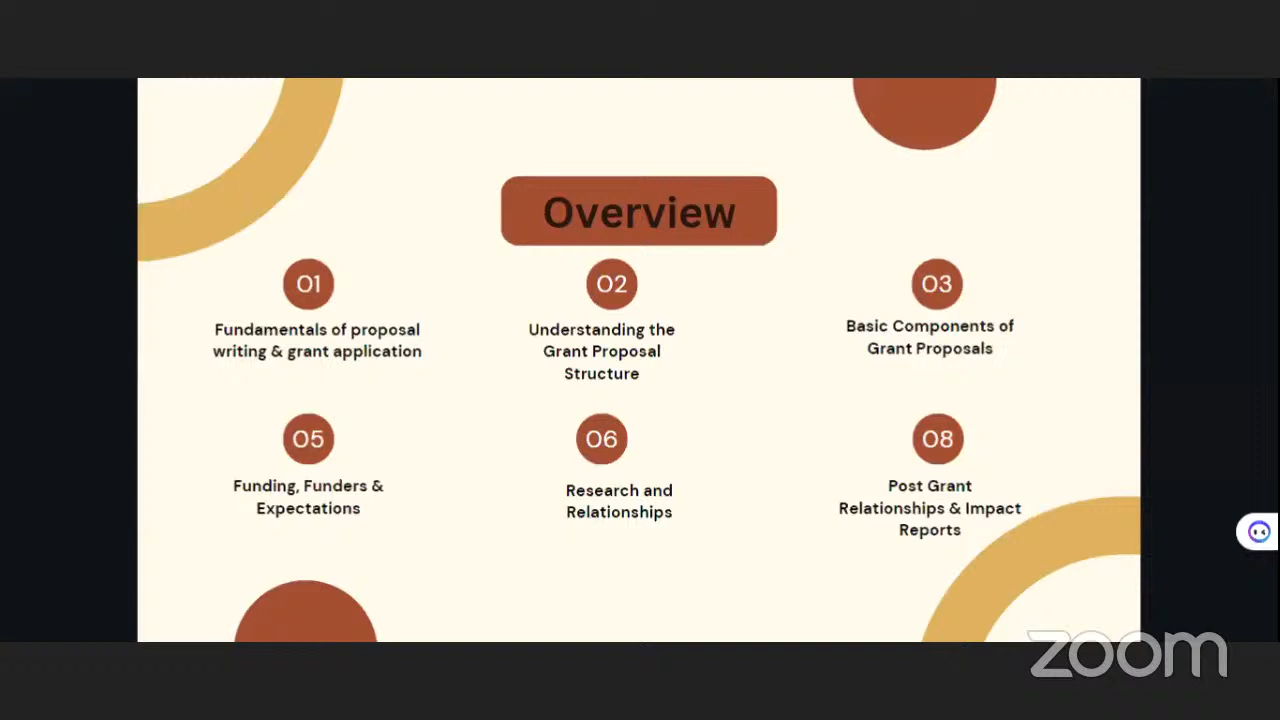 Overview
01
Fundamentals of proposal
writing & grant application
02
Understanding the
Grant Proposal
Structure
03
Basic Components of
Grant Proposals
05
Funding, Funders &
Expectations
06
Research and
Relationships
08
Post Grant
Relationships & Impact
Reports
zoom